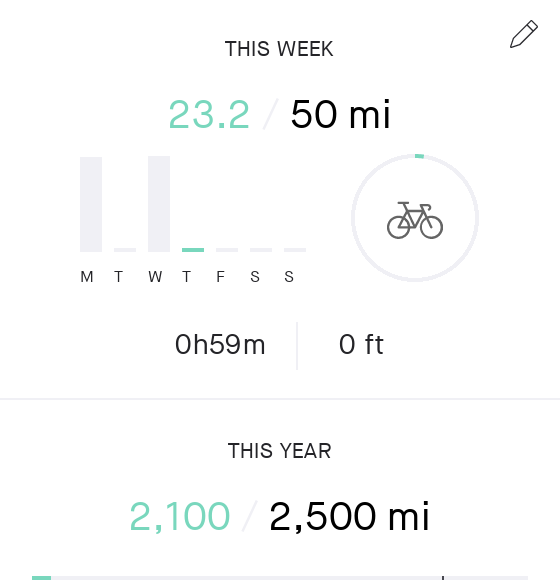 THIS WEEK
23.2 / 50 mi
M T W T F S S
0h59m 0 ft
THIS YEAR
2,100 / 2,500 mi